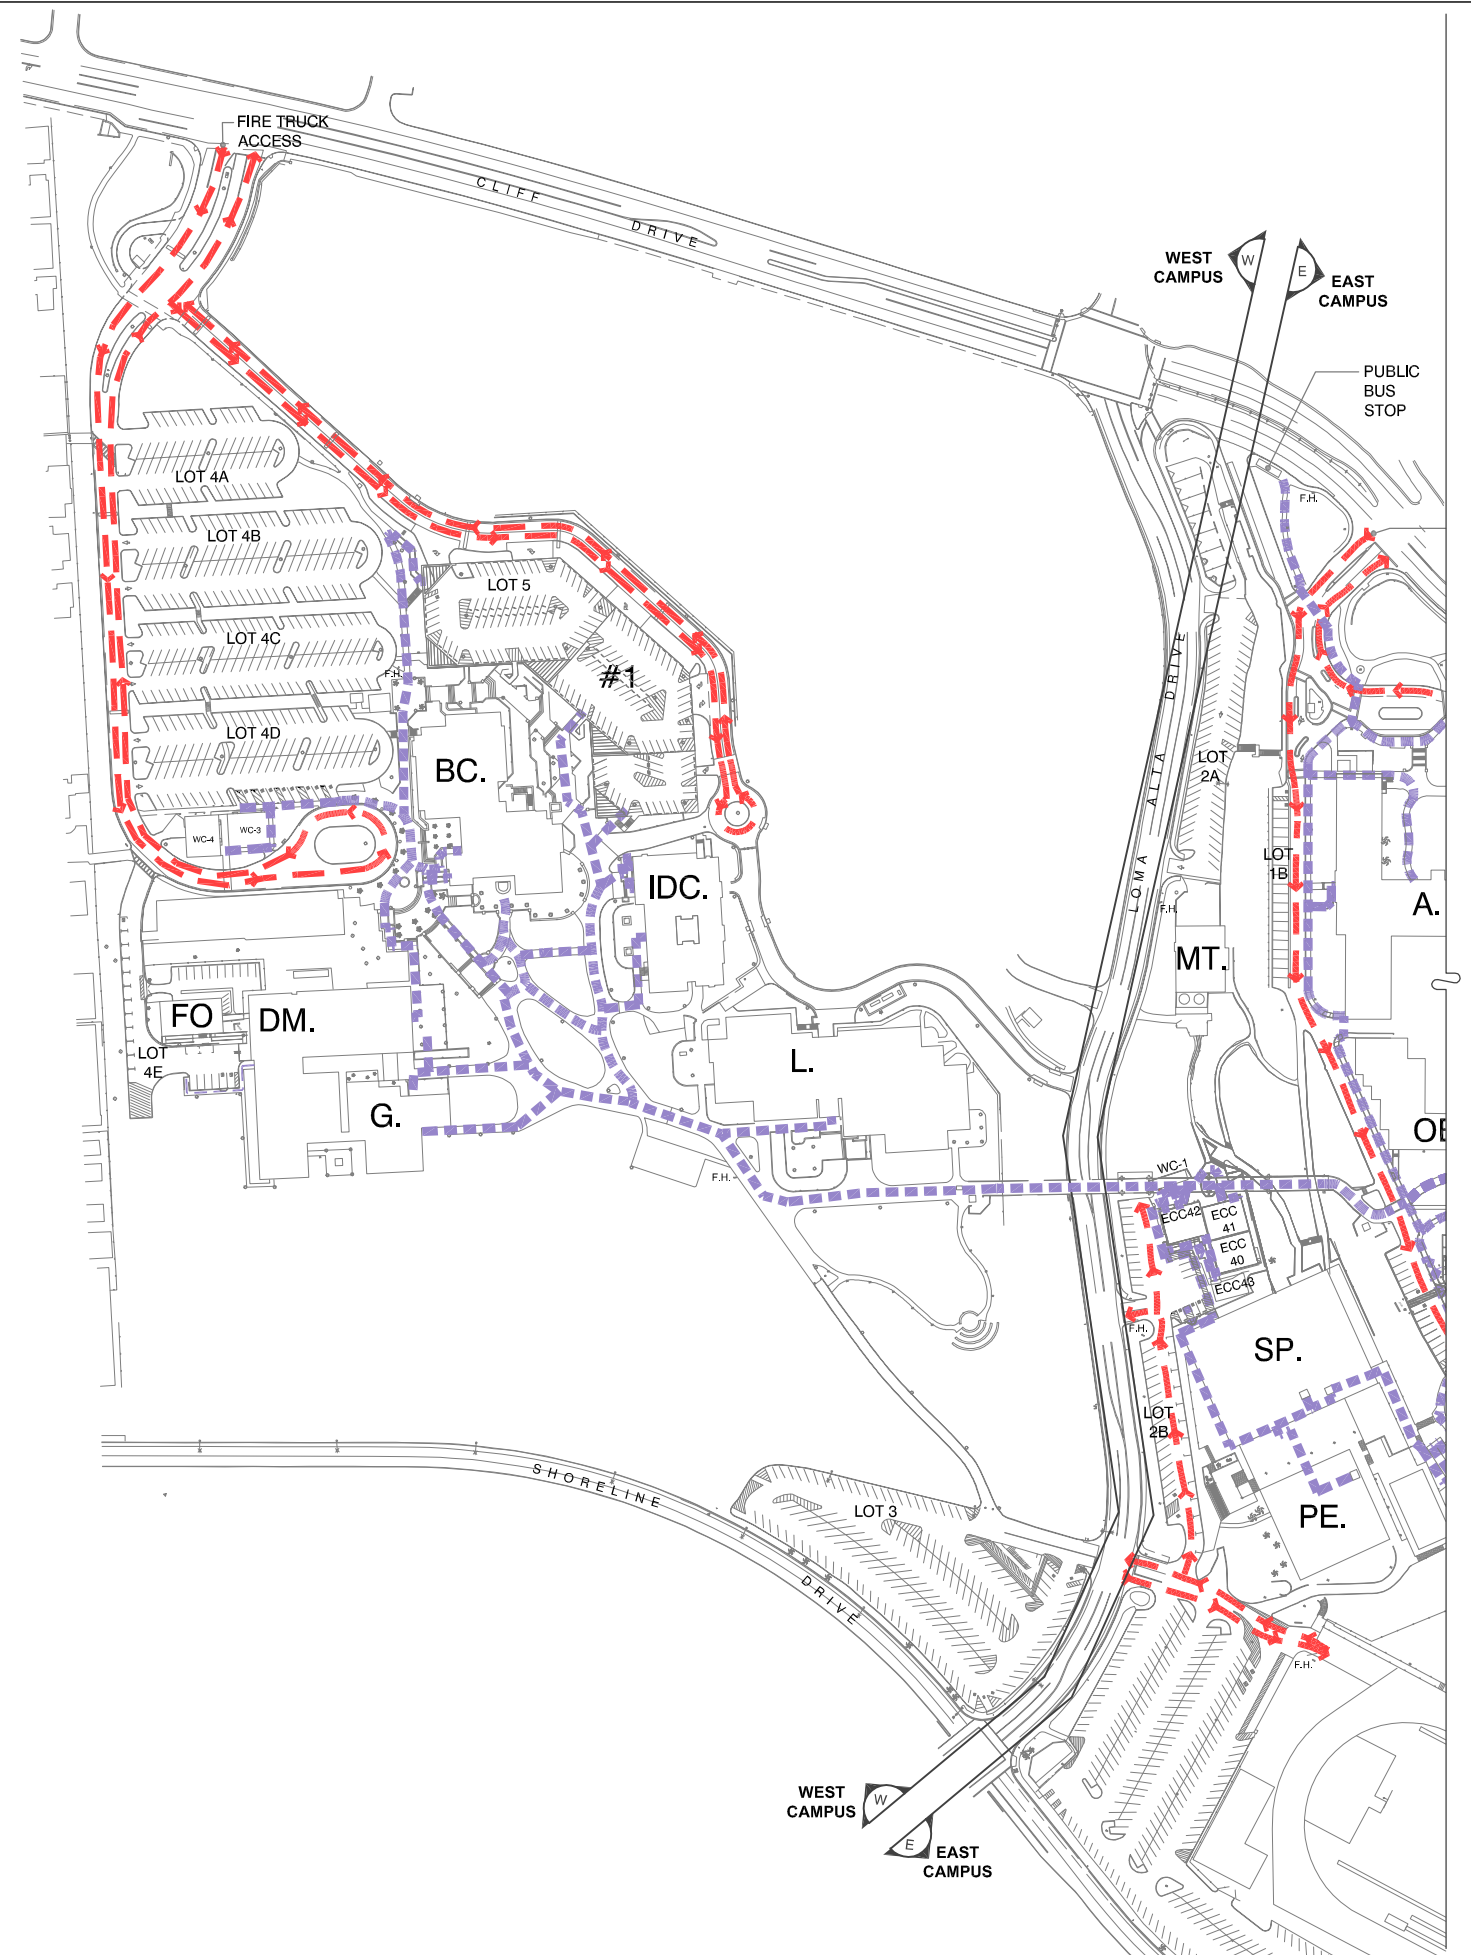 FIRE TRUCK
ACCESS
CLIFF
DRIVE
WEST
CAMPUS
W
E
EAST
CAMPUS
PUBLIC
BUS
STOP
F.H.
LOT 4A
LOT 4B
LOT 5
LOT 4C
F.H.
#1
LOT 4D
BC.
LOMA ALTA DRIVE
LOT
2A
WC-4
WC-3
LOT
1B
IDC.
A.
F.H.
MT.
FO
DM.
LOT
4E
L.
G.
OE
WC-1
F.H.
ECC42
ECC
41
ECC
40
ECC43
F.H.
SP.
LOT
2B
SHORELINE
DRIVE
LOT 3
PE.
F.H.
WEST
CAMPUS
W
E
EAST
CAMPUS